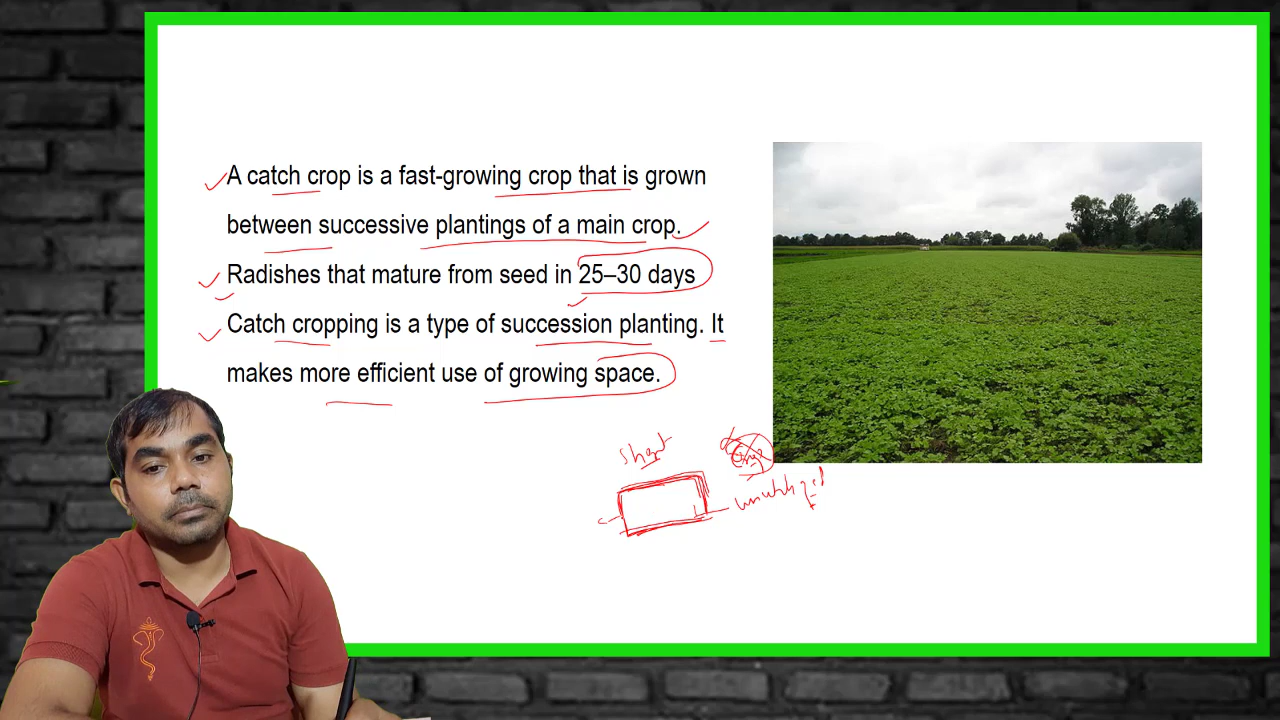 A catch crop is a fast-growing crop that is grown
between successive plantings of a main crop.
Radishes that mature from seed in 25–30 days
Catch cropping is a type of succession planting. It
makes more efficient use of growing space.
short